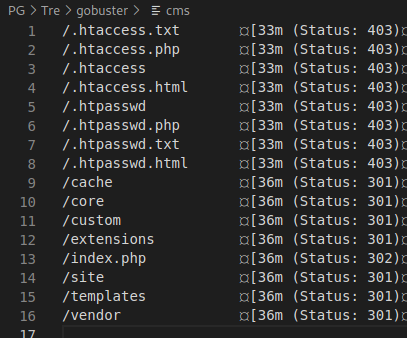 PG > Tre > gobuster > cms
1 /.htaccess.txt ¤[33m (Status: 403)¤
2 /.htaccess.php ¤[33m (Status: 403)¤
3 /.htaccess ¤[33m (Status: 403)¤
4 /.htaccess.html ¤[33m (Status: 403)¤
5 /.htpasswd ¤[33m (Status: 403)¤
6 /.htpasswd.php ¤[33m (Status: 403)¤
7 /.htpasswd.txt ¤[33m (Status: 403)¤
8 /.htpasswd.html ¤[33m (Status: 403)¤
9 /cache ¤[36m (Status: 301)¤
10 /core ¤[36m (Status: 301)¤
11 /custom ¤[36m (Status: 301)¤
12 /extensions ¤[36m (Status: 301)¤
13 /index.php ¤[36m (Status: 302)¤
14 /site ¤[36m (Status: 301)¤
15 /templates ¤[36m (Status: 301)¤
16 /vendor ¤[36m (Status: 301)¤
17